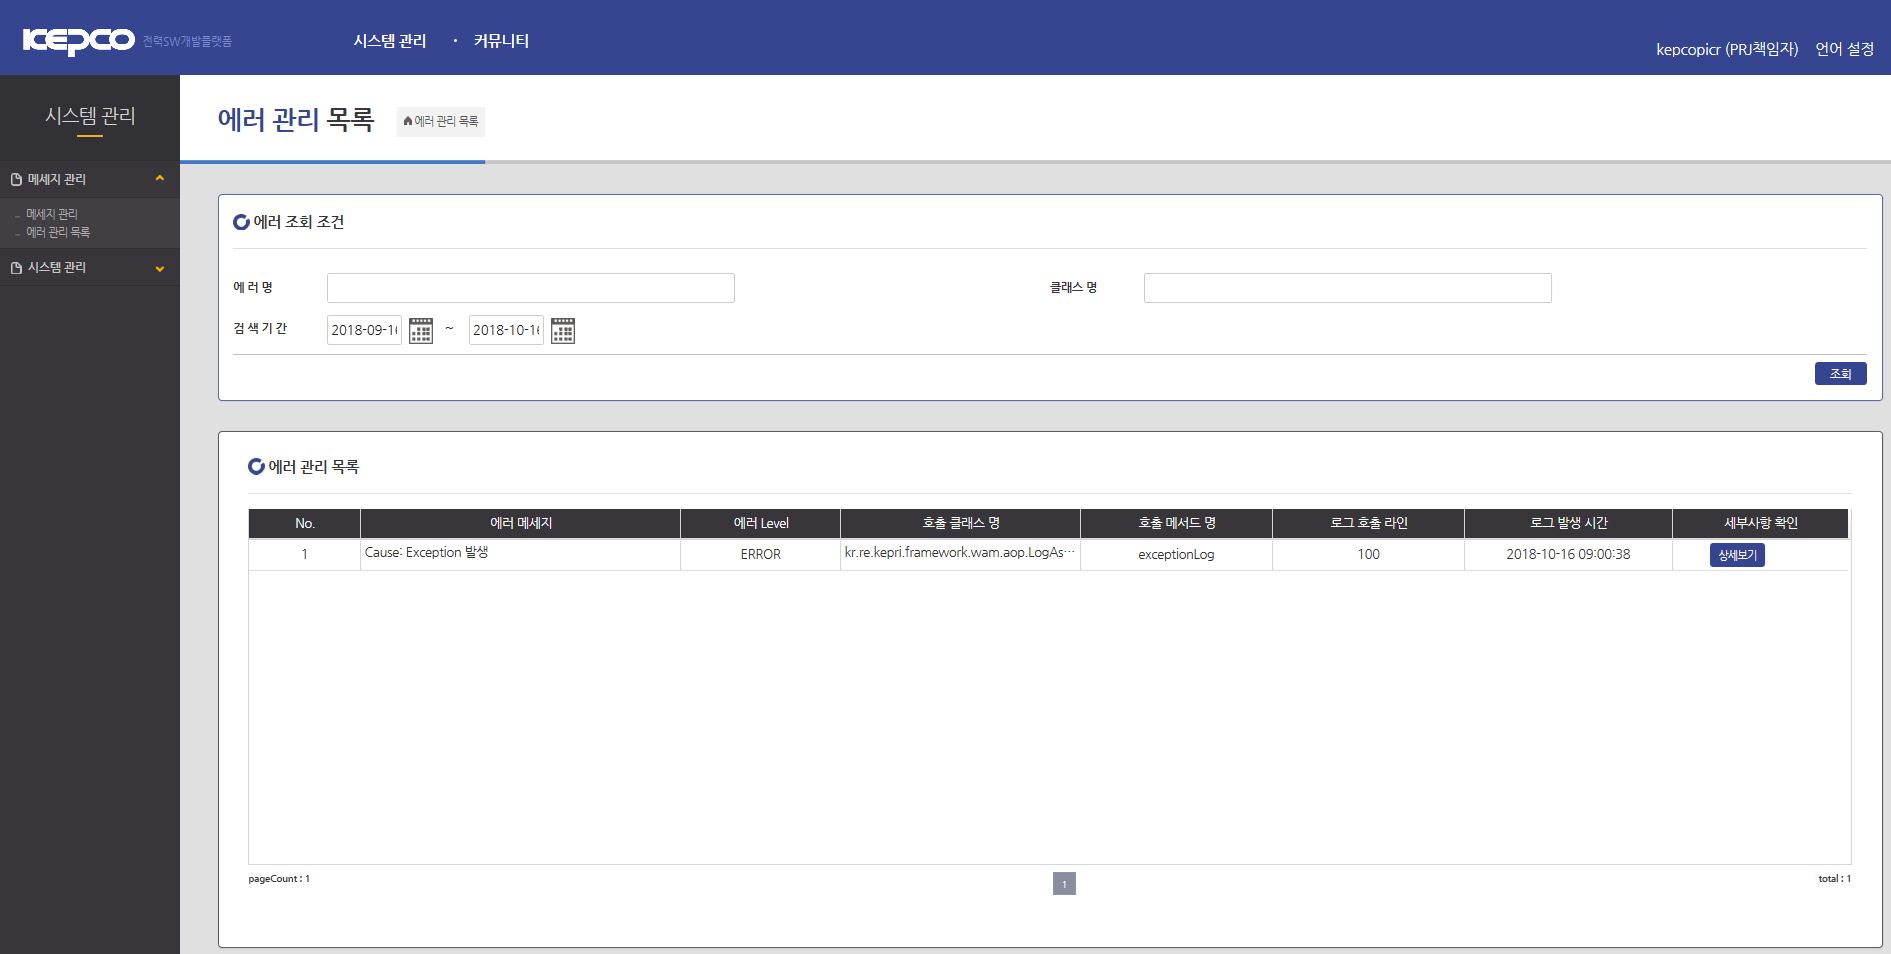 KEPCO 전력SW개발플랫폼
시스템 관리 · 커뮤니티
kepcopicr (PRJ책임자) 언어 설정
시스템 관리
메세지 관리
- 메세지 관리
- 에러 관리 목록
시스템 관리
에러 관리 목록
에러 관리 목록
에러 조회 조건
에 러 명
클래스 명
검 색 기 간 2018-09-16 ~ 2018-10-16
조회
에러 관리 목록
No. 에러 메세지 에러 Level 호출 클래스 명 호출 메서드 명 로그 호출 라인 로그 발생 시간 세부사항 확인
1 Cause: Exception 발생 ERROR kr.re.kepri.framework.wam.aop.LogAs… exceptionLog 100 2018-10-16 09:00:38 상세보기
pageCount : 1
1
total : 1